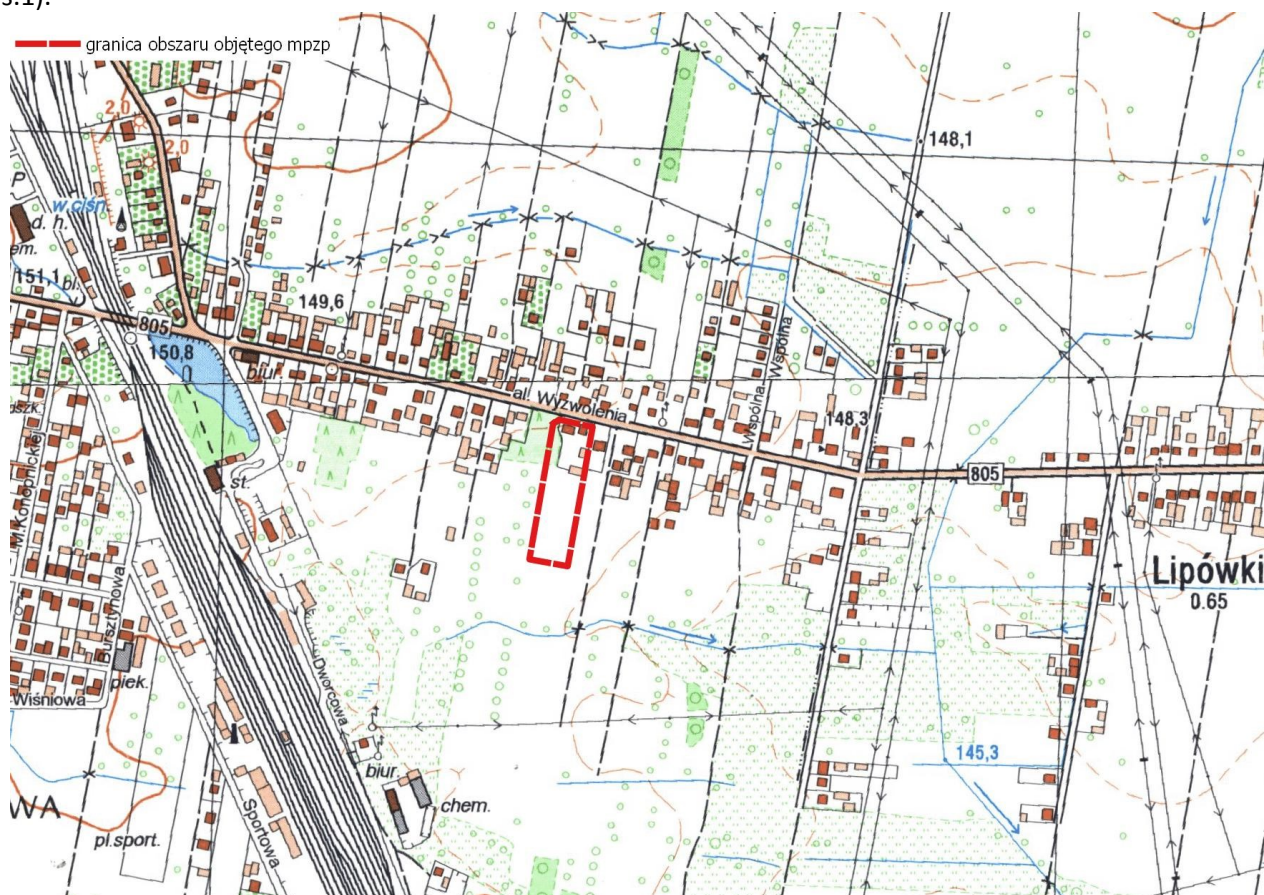 s.1).
granica obszaru objętego mpzp
2,0
2,0
148,1
P
w.ciśn.
d. h.
em.
151,1
bl.
149,6
805
150,8
biur.
al. Wyzwolenia
Wspólna
Wspólna
148,3
805
M.Konopnickiej
st.
Lipówki
0.65
Bursztynowa
piek.
Wiśniowa
Dworcowa
145,3
biur.
chem.
WA
pl.sport.
Sportowa